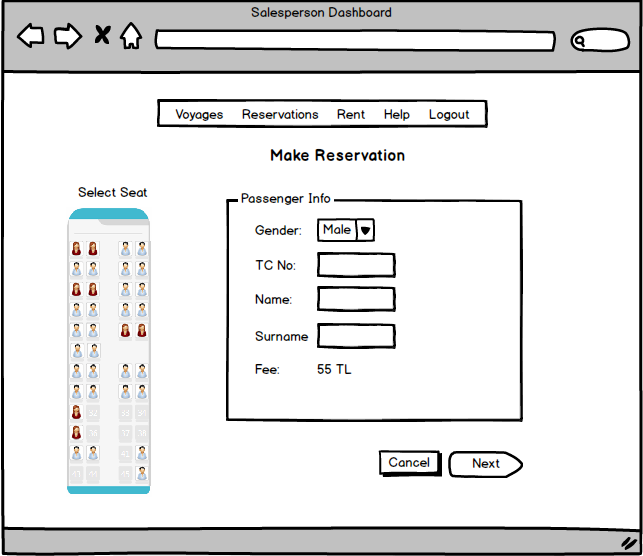 Salesperson Dashboard
Voyages Reservations Rent Help Logout
Make Reservation
Select Seat
Passenger Info
Gender: Male
TC No:
Name:
Surname
Fee: 55 TL
Cancel Next